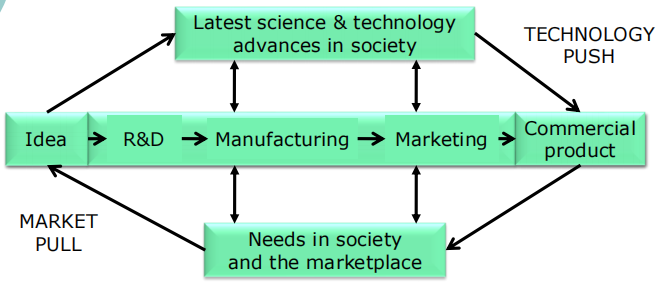 Latest science & technology
advances in society
TECHNOLOGY
PUSH
Idea
R&D
Manufacturing
Marketing
Commercial
product
MARKET
PULL
Needs in society
and the marketplace